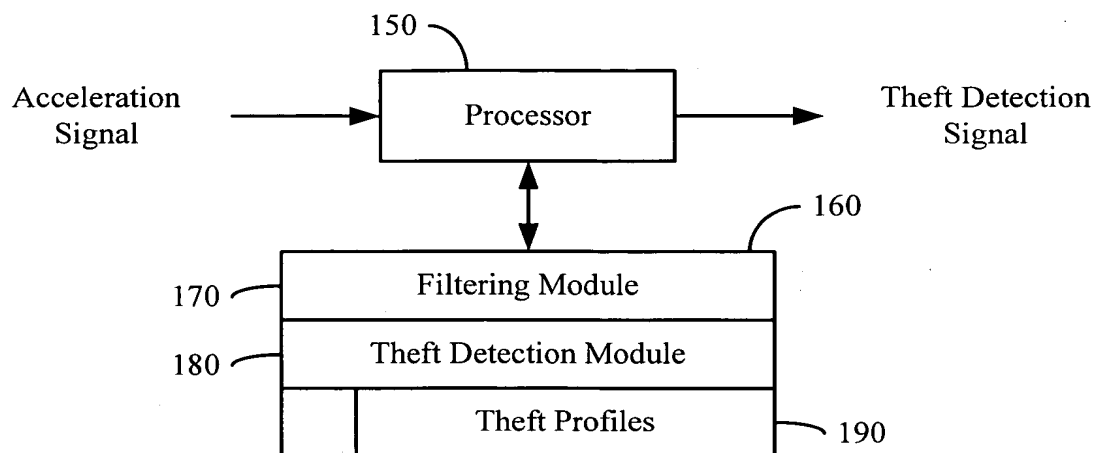 150
Acceleration
Signal
Processor
Theft Detection
Signal
160
Filtering Module
170
Theft Detection Module
180
Theft Profiles
190